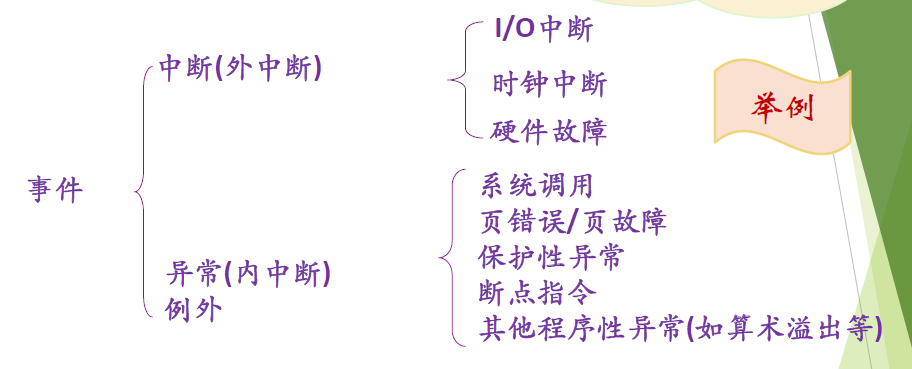 I/O中断
中断(外中断)
时钟中断
举例
硬件故障
事件
系统调用
页错误/页故障
保护性异常
异常(内中断)
断点指令
例外
其他程序性异常(如算术溢出等)